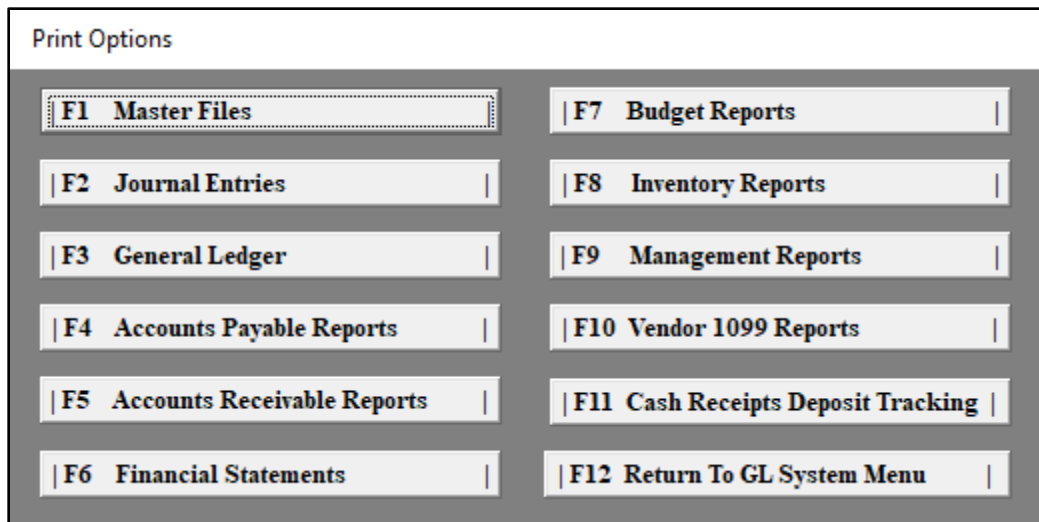 Print Options
| F1 Master Files |
| F2 Journal Entries |
| F3 General Ledger |
| F4 Accounts Payable Reports |
| F5 Accounts Receivable Reports |
| F6 Financial Statements |
| F7 Budget Reports |
| F8 Inventory Reports |
| F9 Management Reports |
| F10 Vendor 1099 Reports |
| F11 Cash Receipts Deposit Tracking |
| F12 Return To GL System Menu |